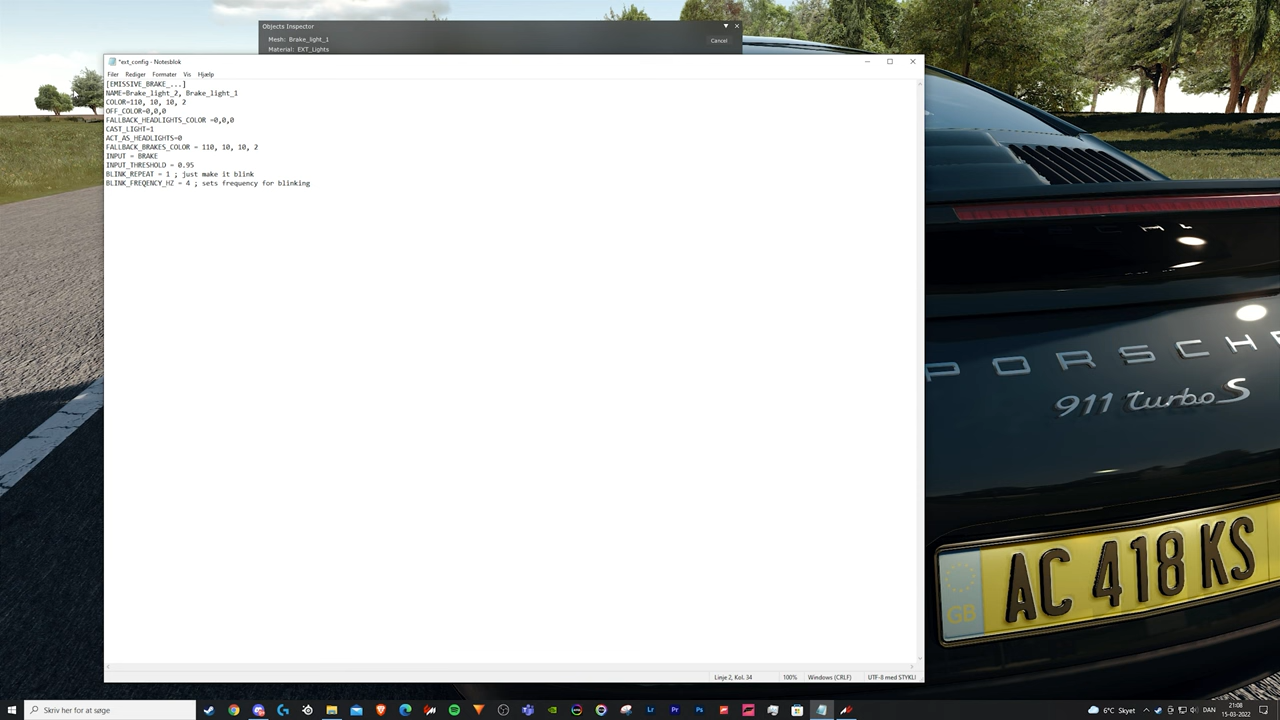 Objects Inspector
Mesh: Brake_light_1
Cancel
Material: EXT_Lights
*ext_config - Notesblok
Filer Rediger Formater Vis Hjælp
[EMISSIVE_BRAKE_...]
NAME=Brake_light_2, Brake_light_1
COLOR=110, 10, 10, 2
OFF_COLOR=0,0,0
FALLBACK_HEADLIGHTS_COLOR =0,0,0
CAST_LIGHT=1
ACT_AS_HEADLIGHTS=0
FALLBACK_BRAKES_COLOR = 110, 10, 10, 2
INPUT = BRAKE
INPUT_THRESHOLD = 0.95
BLINK_REPEAT = 1 ; just make it blink
BLINK_FREQENCY_HZ = 4 ; sets frequency for blinking
PORSCHE
911 turbo S
AC 418 KS
GB
Linje 2, Kol. 34 100% Windows (CRLF) UTF-8 med STYKLI
Skriv her for at søge
6°C Skyet
DAN
21:08
15-03-2022